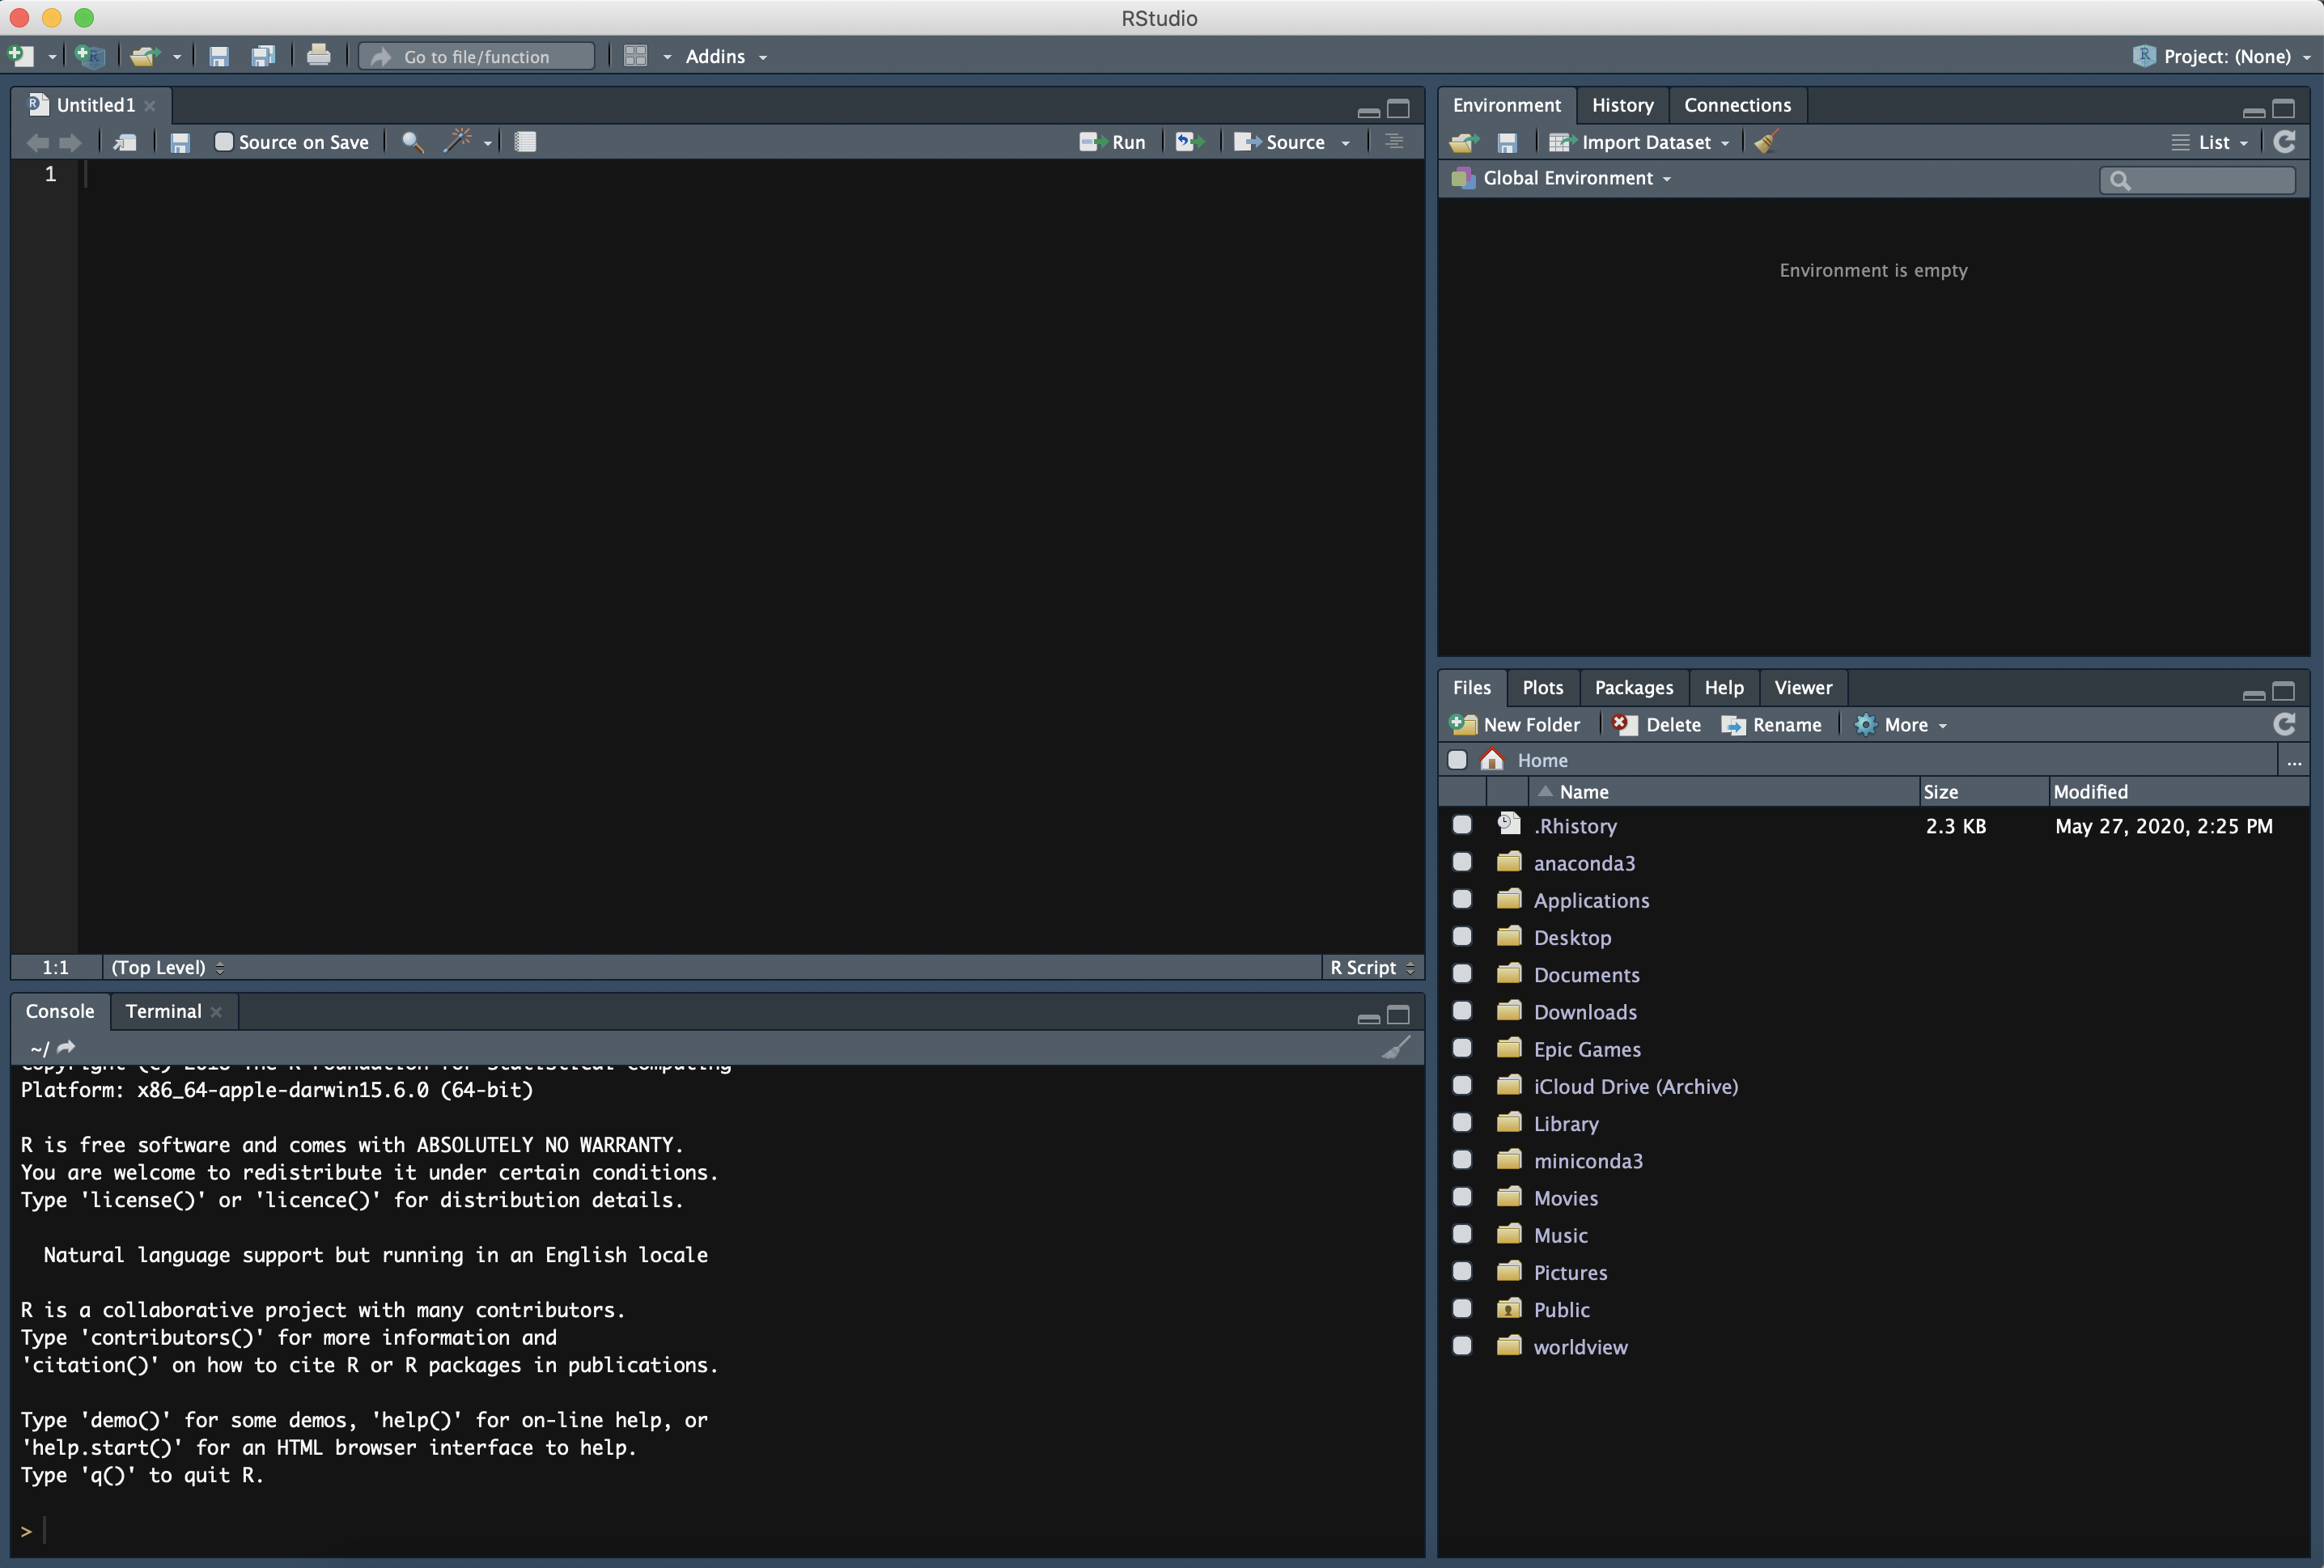 RStudio
Go to file/function
Addins
Project: (None)
Untitled1
Source on Save
Run
Source
1
1:1
(Top Level)
R Script
Console
Terminal
~/
Copyright (C) 2018 The R Foundation for Statistical Computing
Platform: x86_64-apple-darwin15.6.0 (64-bit)
R is free software and comes with ABSOLUTELY NO WARRANTY.
You are welcome to redistribute it under certain conditions.
Type 'license()' or 'licence()' for distribution details.
Natural language support but running in an English locale
R is a collaborative project with many contributors.
Type 'contributors()' for more information and
'citation()' on how to cite R or R packages in publications.
Type 'demo()' for some demos, 'help()' for on-line help, or
'help.start()' for an HTML browser interface to help.
Type 'q()' to quit R.
>
Environment
History
Connections
Import Dataset
List
Global Environment
Environment is empty
Files
Plots
Packages
Help
Viewer
New Folder
Delete
Rename
More
Home
...
Name
Size
Modified
.Rhistory 2.3 KB May 27, 2020, 2:25 PM
anaconda3
Applications
Desktop
Documents
Downloads
Epic Games
iCloud Drive (Archive)
Library
miniconda3
Movies
Music
Pictures
Public
worldview